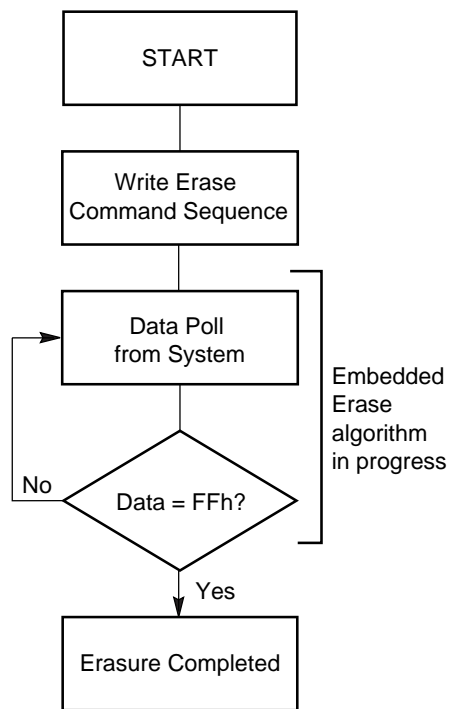 START
Write Erase
Command Sequence
Data Poll
from System
Embedded
Erase
algorithm
in progress
No
Data = FFh?
Yes
Erasure Completed